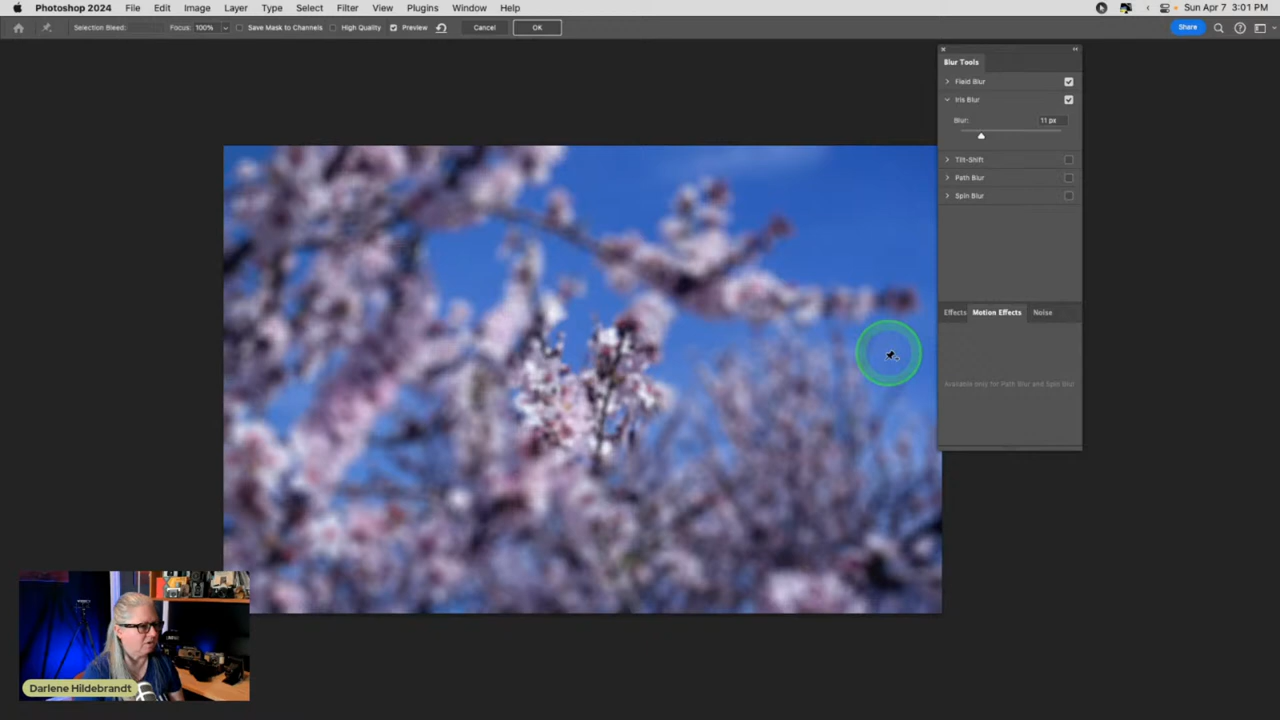 Photoshop 2024 File Edit Image Layer Type Select Filter View Plugins Window Help Sun Apr 7 3:01 PM
Selection Bleed: Focus: 100% Save Mask to Channels High Quality Preview Cancel OK Share
Blur Tools
Field Blur
Iris Blur
Blur: 11 px
Tilt-Shift
Path Blur
Spin Blur
Effects Motion Effects Noise
Available only for Path Blur and Spin Blur
Darlene Hildebrandt